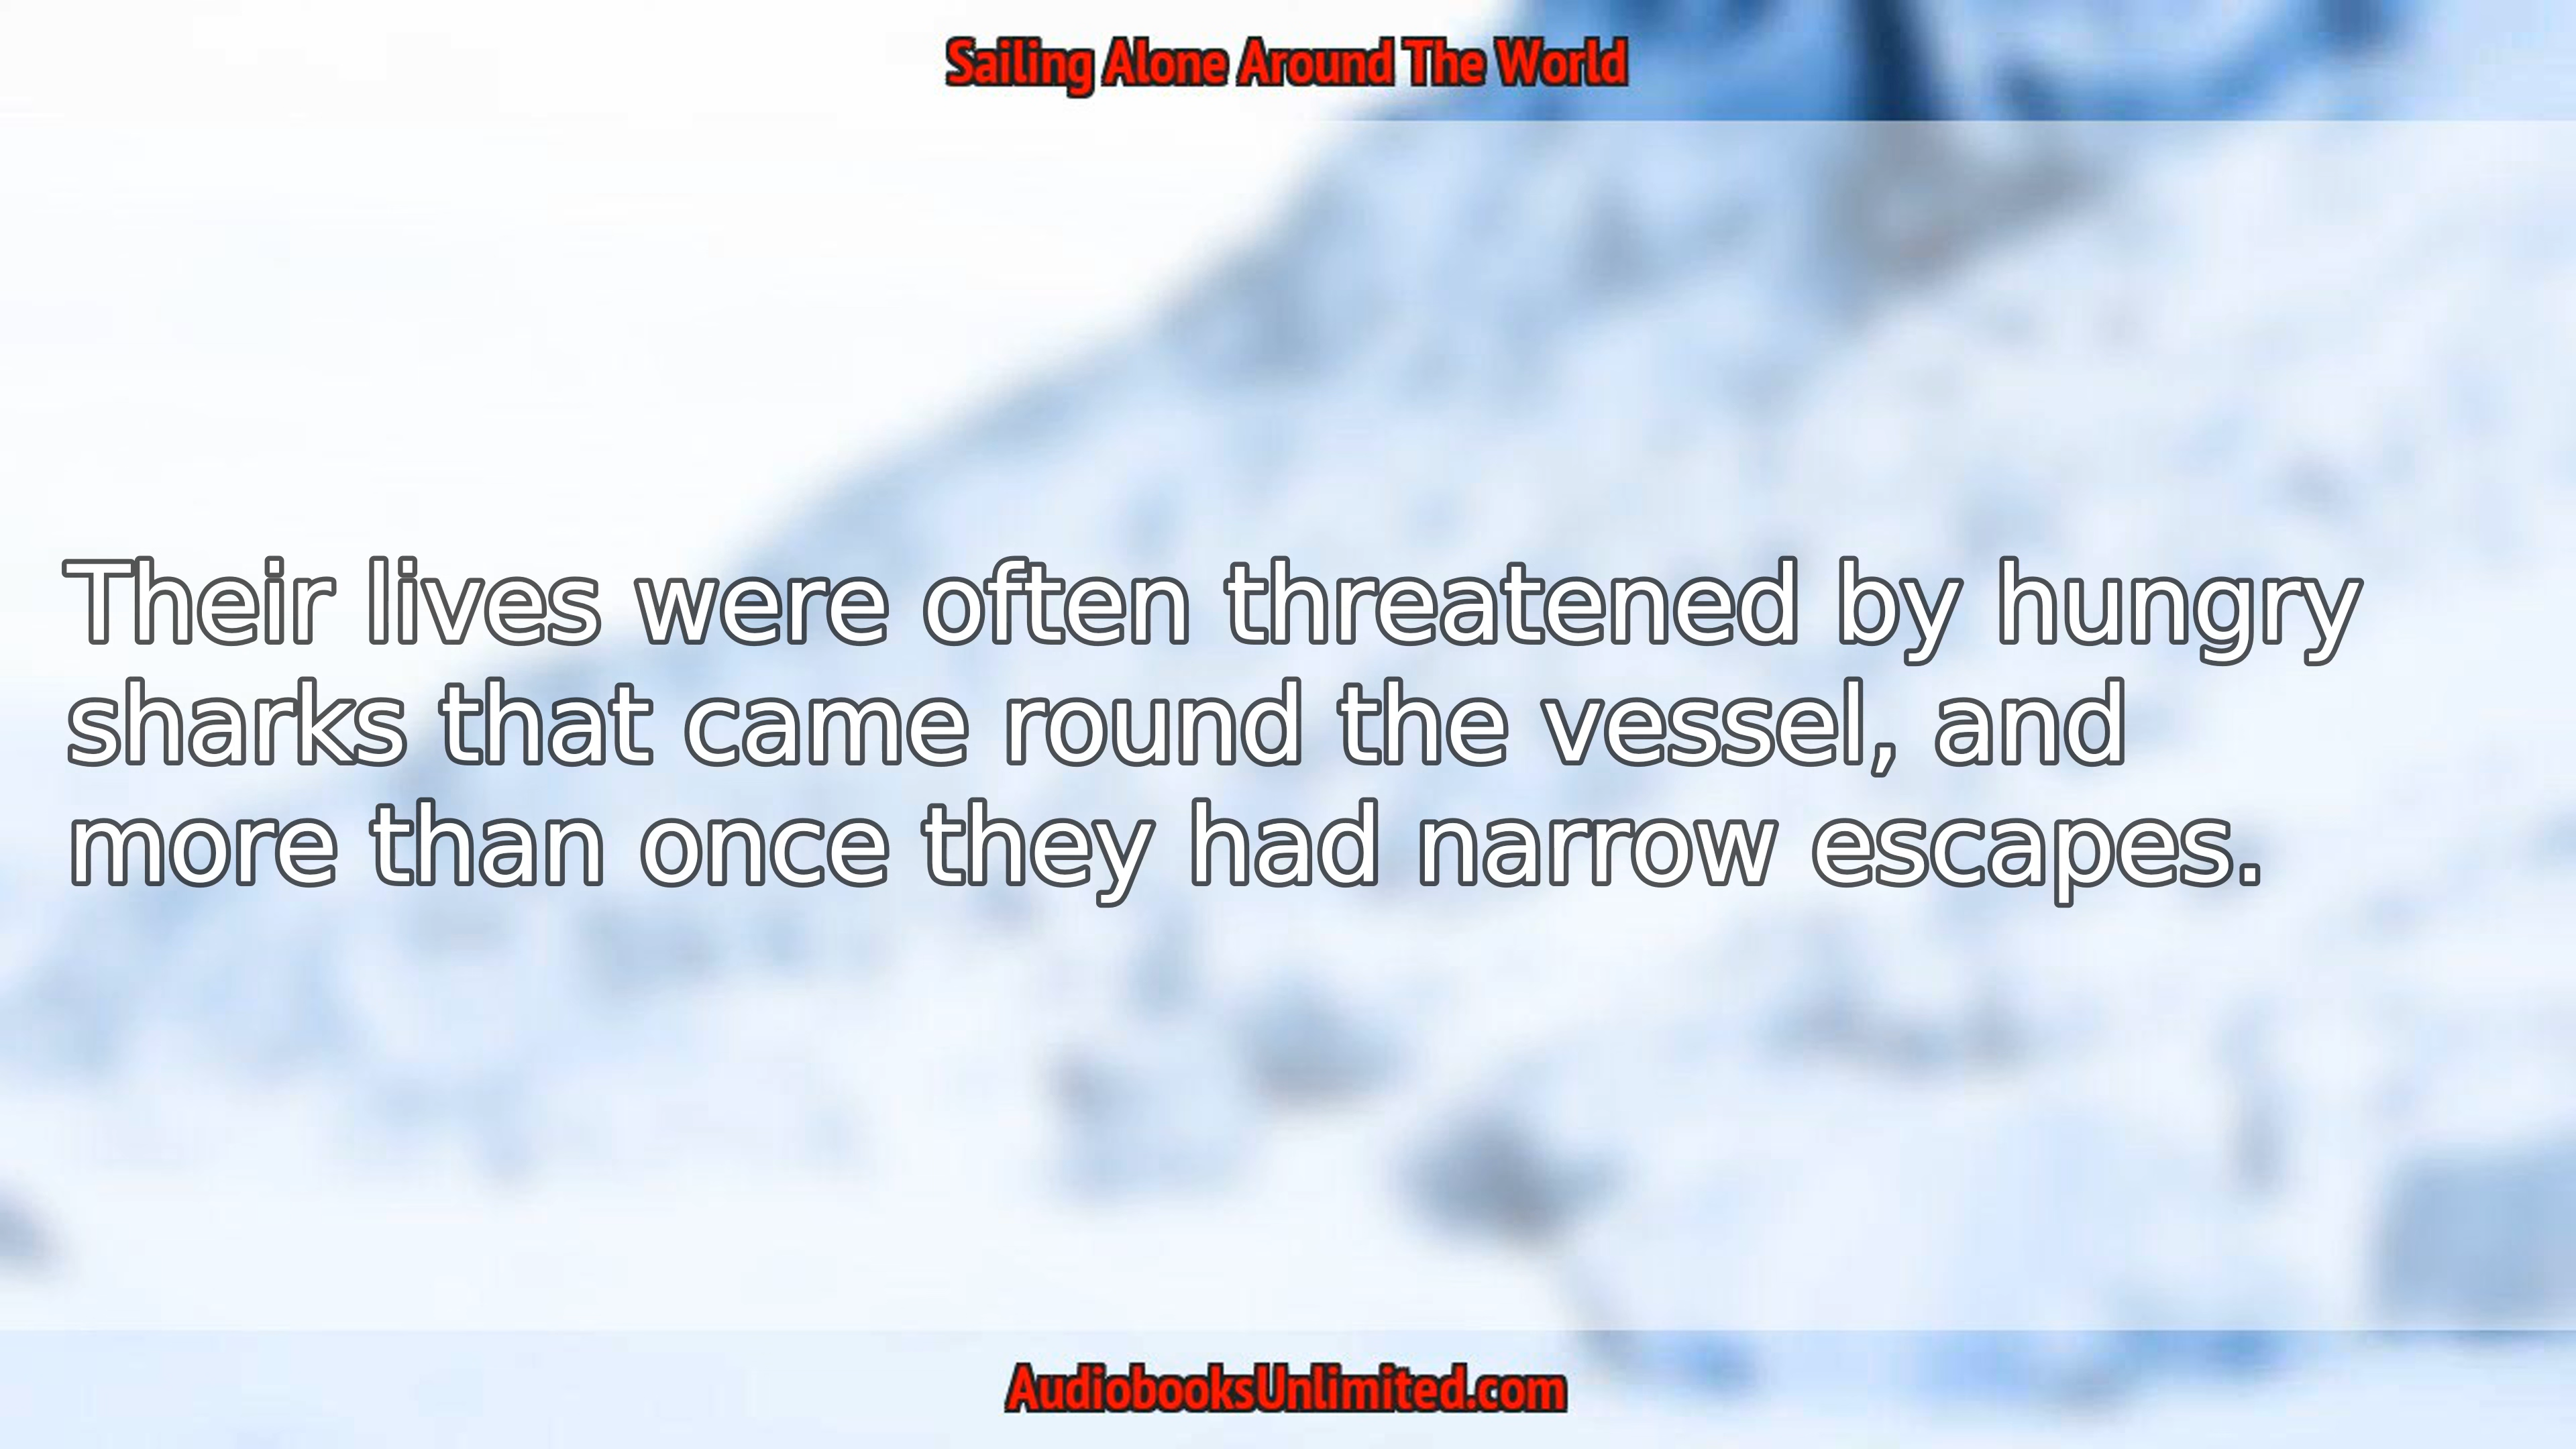 Sailing Alone Around The World
Their lives were often threatened by hungry
sharks that came round the vessel, and
more than once they had narrow escapes.
AudiobooksUnlimited.com